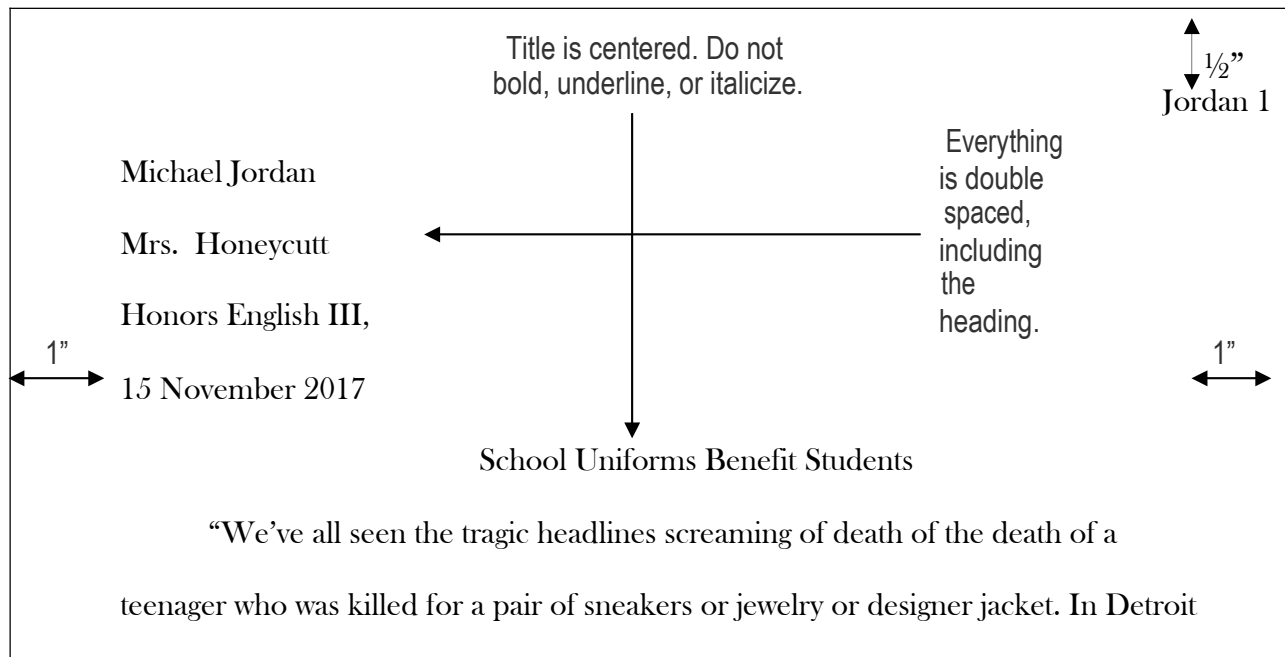 Title is centered. Do not
bold, underline, or italicize.
½”
Jordan 1
Everything
is double
spaced,
including
the
heading.
Michael Jordan
Mrs.  Honeycutt
Honors English III,
1”
1”
15 November 2017
School Uniforms Benefit Students
“We’ve all seen the tragic headlines screaming of death of the death of a
teenager who was killed for a pair of sneakers or jewelry or designer jacket. In Detroit